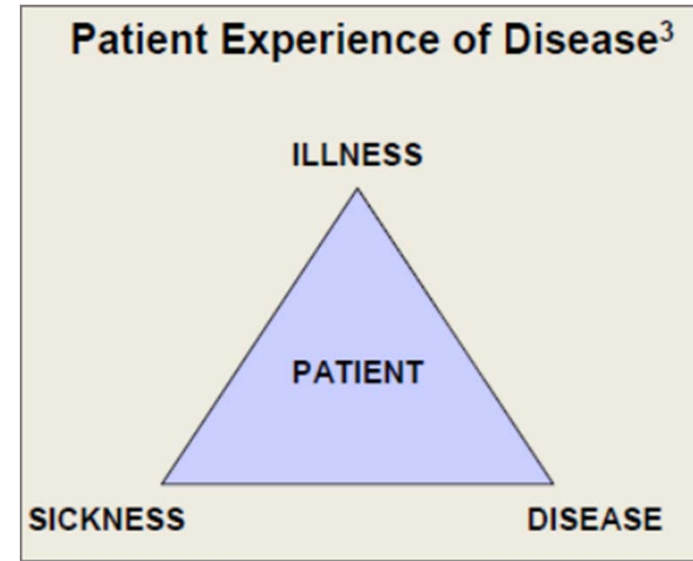 Patient Experience of Disease³
ILLNESS
PATIENT
SICKNESS DISEASE